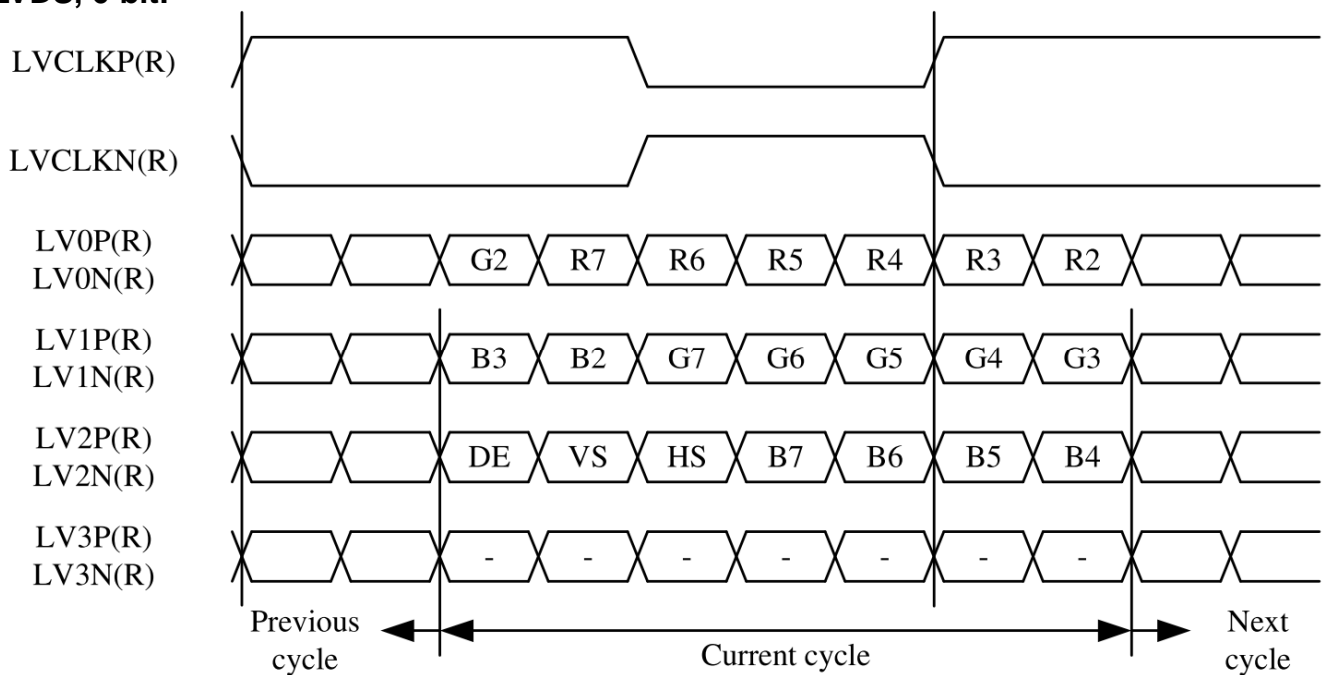 LVCLKP(R)
LVCLKN(R)
LV0P(R)
LV0N(R)
G2 R7 R6 R5 R4 R3 R2
LV1P(R)
LV1N(R)
B3 B2 G7 G6 G5 G4 G3
LV2P(R)
LV2N(R)
DE VS HS B7 B6 B5 B4
LV3P(R)
LV3N(R)
- - - - - - -
Previous
cycle
Current cycle
Next
cycle